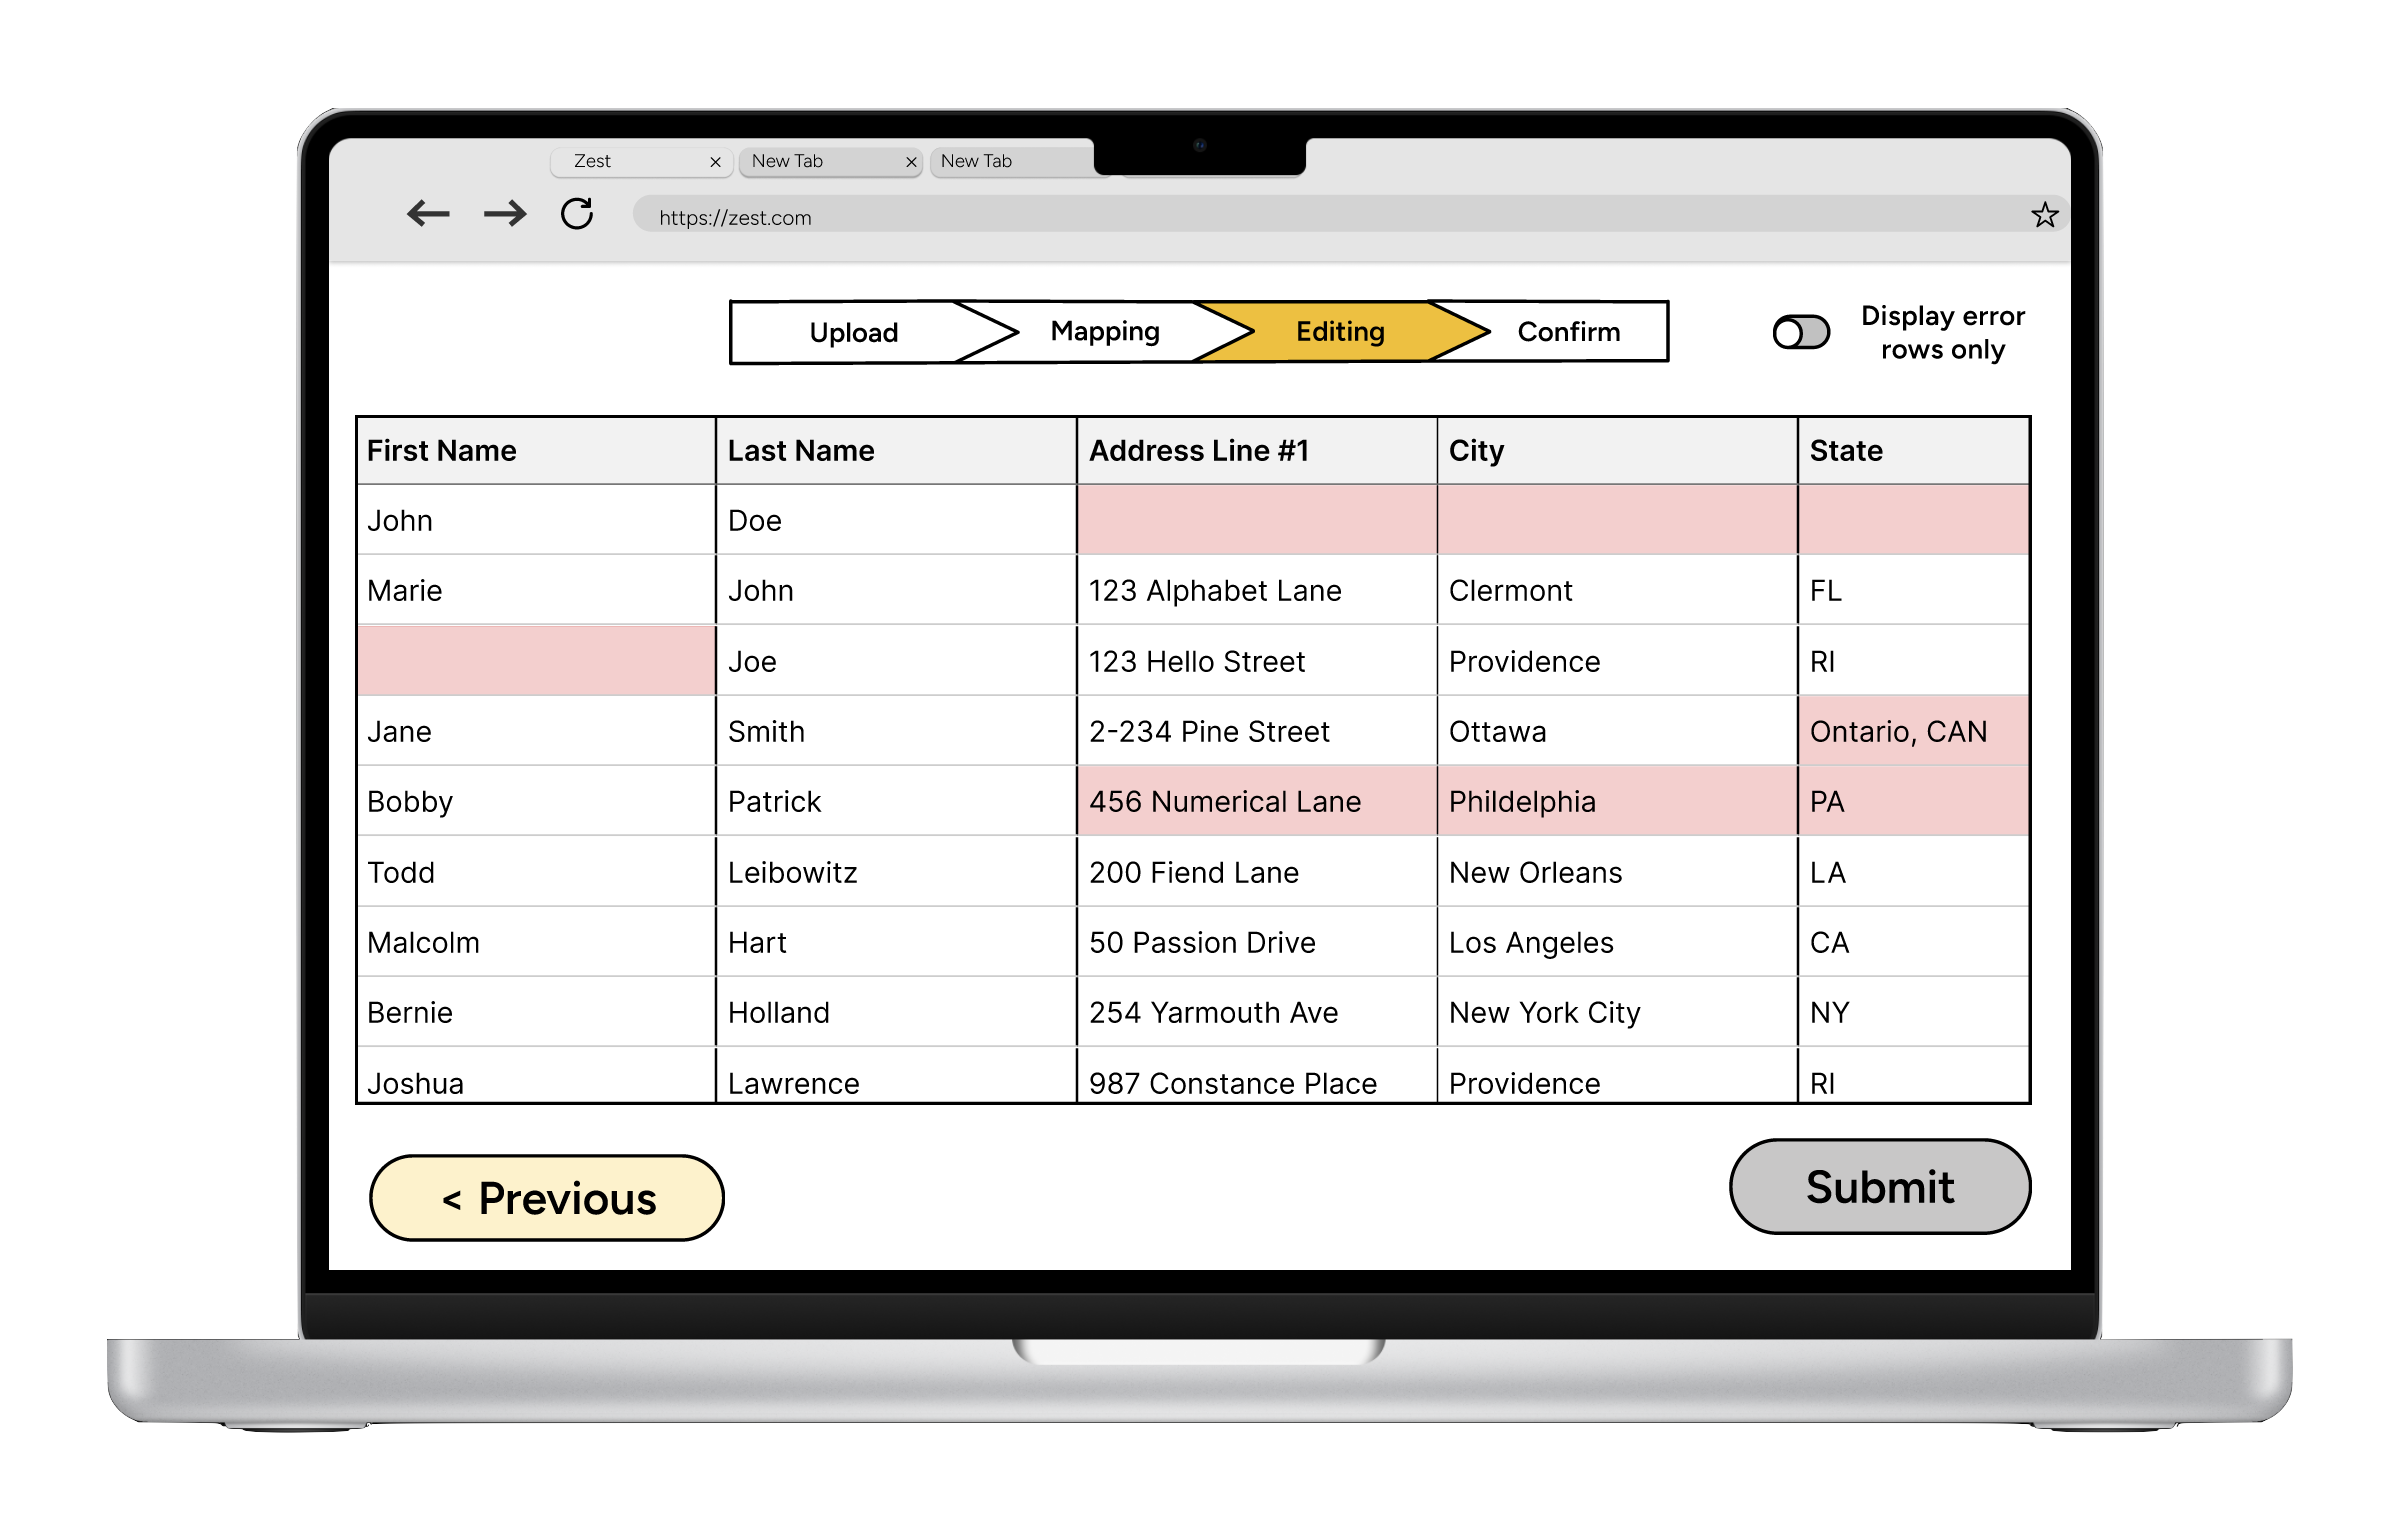 Zest × New Tab × New Tab
https://zest.com
Upload Mapping Editing Confirm
Display error
rows only
First Name Last Name Address Line #1 City State
John Doe
Marie John 123 Alphabet Lane Clermont FL
Joe 123 Hello Street Providence RI
Jane Smith 2-234 Pine Street Ottawa Ontario, CAN
Bobby Patrick 456 Numerical Lane Phildelphia PA
Todd Leibowitz 200 Fiend Lane New Orleans LA
Malcolm Hart 50 Passion Drive Los Angeles CA
Bernie Holland 254 Yarmouth Ave New York City NY
Joshua Lawrence 987 Constance Place Providence RI
< Previous
Submit